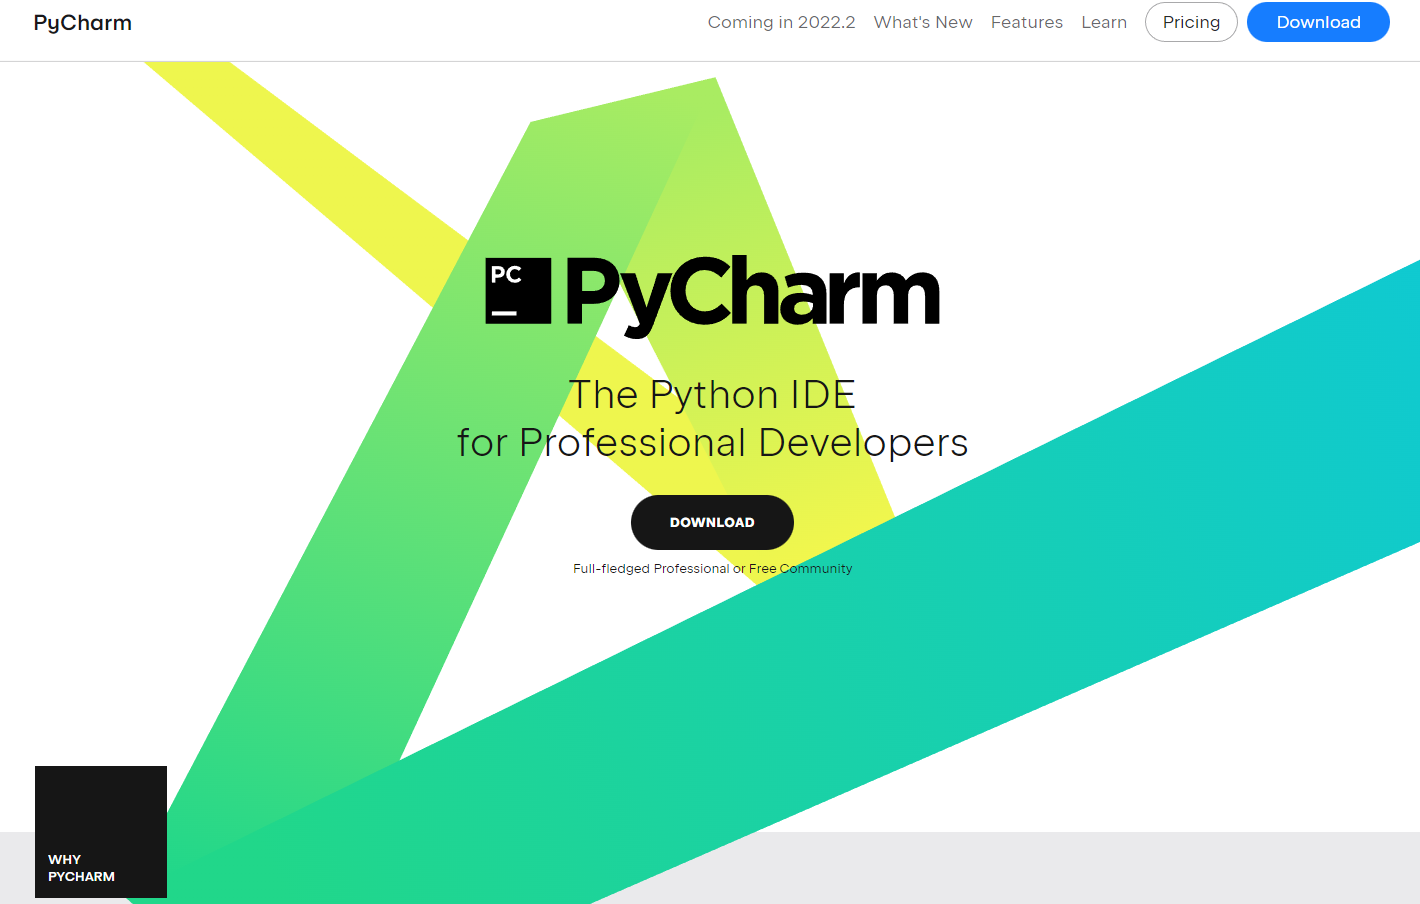 PyCharm
Coming in 2022.2 What's New Features Learn Pricing Download
PC PyCharm
The Python IDE
for Professional Developers
DOWNLOAD
Full-fledged Professional or Free Community
WHY
PYCHARM